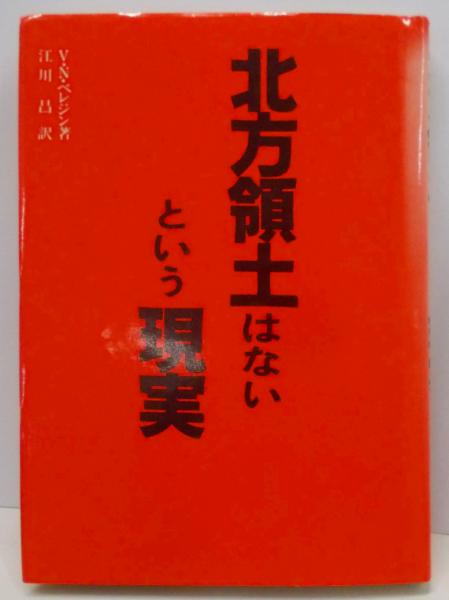 北方領土はない
という現実
V・N・ベレジン著
江川昌訳